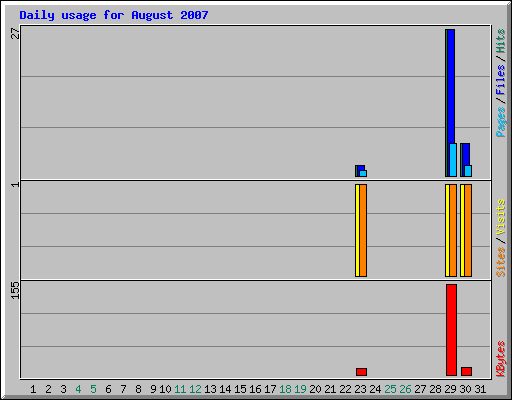 Daily usage for August 2007
27
Pages / Files / Hits
1
Sites / Visits
155
KBytes
1 2 3 4 5 6 7 8 9 10 11 12 13 14 15 16 17 18 19 20 21 22 23 24 25 26 27 28 29 30 31